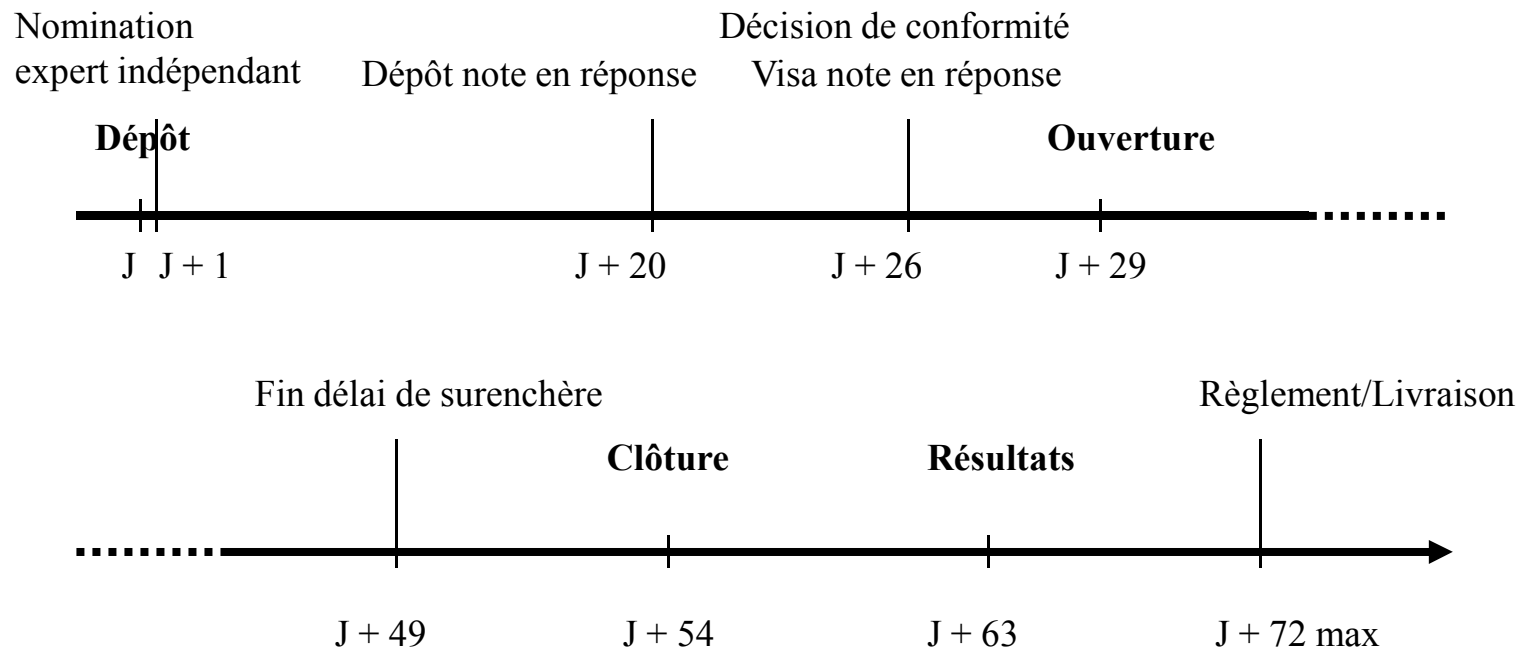 Nomination
expert indépendant
Dépôt note en réponse
Décision de conformité
Visa note en réponse
Dépôt
Ouverture
J
J + 1
J + 20
J + 26
J + 29
Fin délai de surenchère
Règlement/Livraison
Clôture
Résultats
J + 49
J + 54
J + 63
J + 72 max